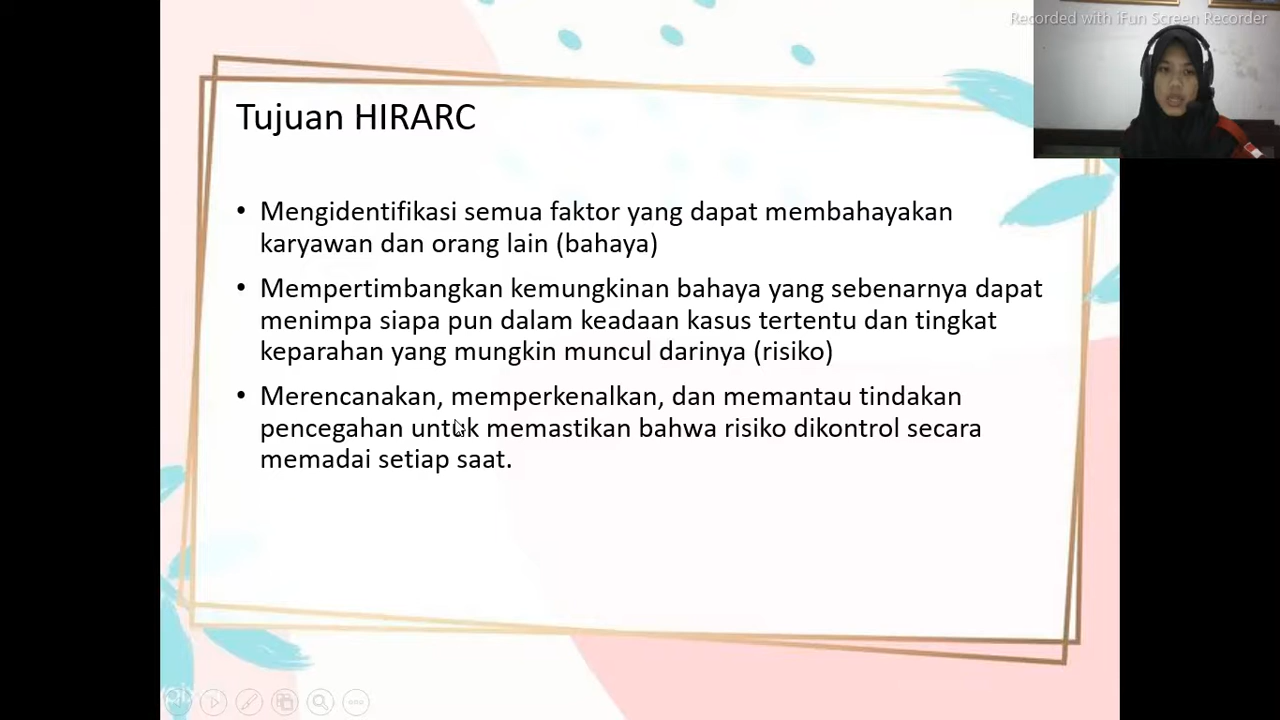 Recorded with iFun Screen Recorder
Tujuan HIRARC
• Mengidentifikasi semua faktor yang dapat membahayakan
karyawan dan orang lain (bahaya)
• Mempertimbangkan kemungkinan bahaya yang sebenarnya dapat
menimpa siapa pun dalam keadaan kasus tertentu dan tingkat
keparahan yang mungkin muncul darinya (risiko)
• Merencanakan, memperkenalkan, dan memantau tindakan
pencegahan untuk memastikan bahwa risiko dikontrol secara
memadai setiap saat.